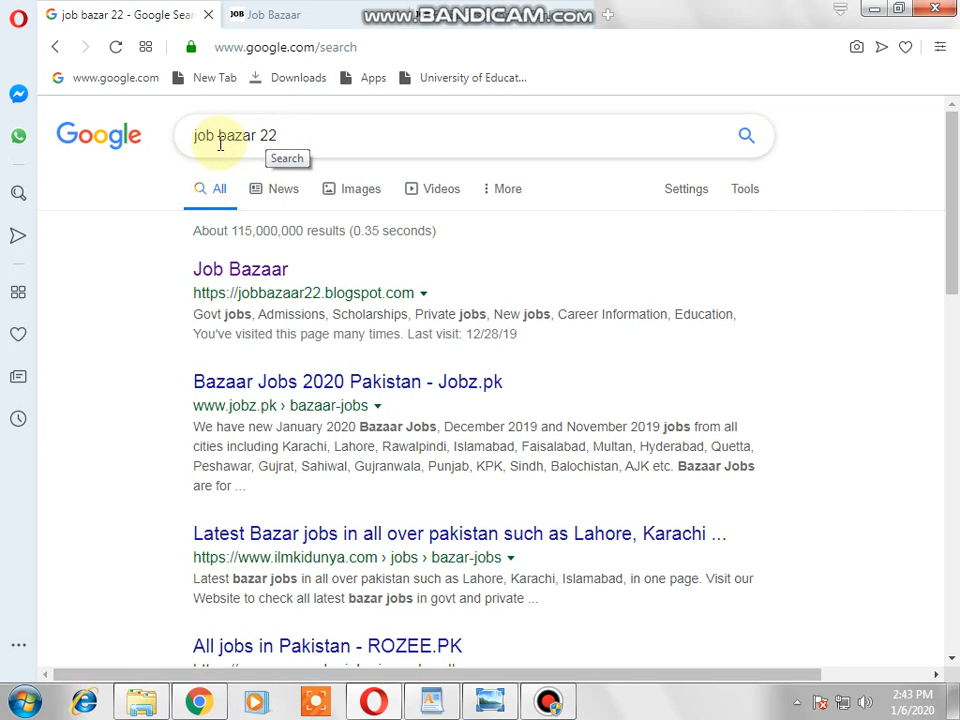 job bazar 22 - Google Sear
JOB Job Bazaar
WWW.BANDICAM.COM
www.google.com/search
www.google.com
New Tab
Downloads
Apps
University of Educat...
Google
job bazar 22
Search
All
News
Images
Videos
More
Settings
Tools
About 115,000,000 results (0.35 seconds)
Job Bazaar
https://jobbazaar22.blogspot.com
Govt jobs, Admissions, Scholarships, Private jobs, New jobs, Career Information, Education,
You've visited this page many times. Last visit: 12/28/19
Bazaar Jobs 2020 Pakistan - Jobz.pk
www.jobz.pk › bazaar-jobs
We have new January 2020 Bazaar Jobs, December 2019 and November 2019 jobs from all
cities including Karachi, Lahore, Rawalpindi, Islamabad, Faisalabad, Multan, Hyderabad, Quetta,
Peshawar, Gujrat, Sahiwal, Gujranwala, Punjab, KPK, Sindh, Balochistan, AJK etc. Bazaar Jobs
are for ...
Latest Bazar jobs in all over pakistan such as Lahore, Karachi ...
https://www.ilmkidunya.com › jobs › bazar-jobs
Latest bazar jobs in all over pakistan such as Lahore, Karachi, Islamabad, in one page. Visit our
Website to check all latest bazar jobs in govt and private ...
All jobs in Pakistan - ROZEE.PK
2:43 PM
1/6/2020